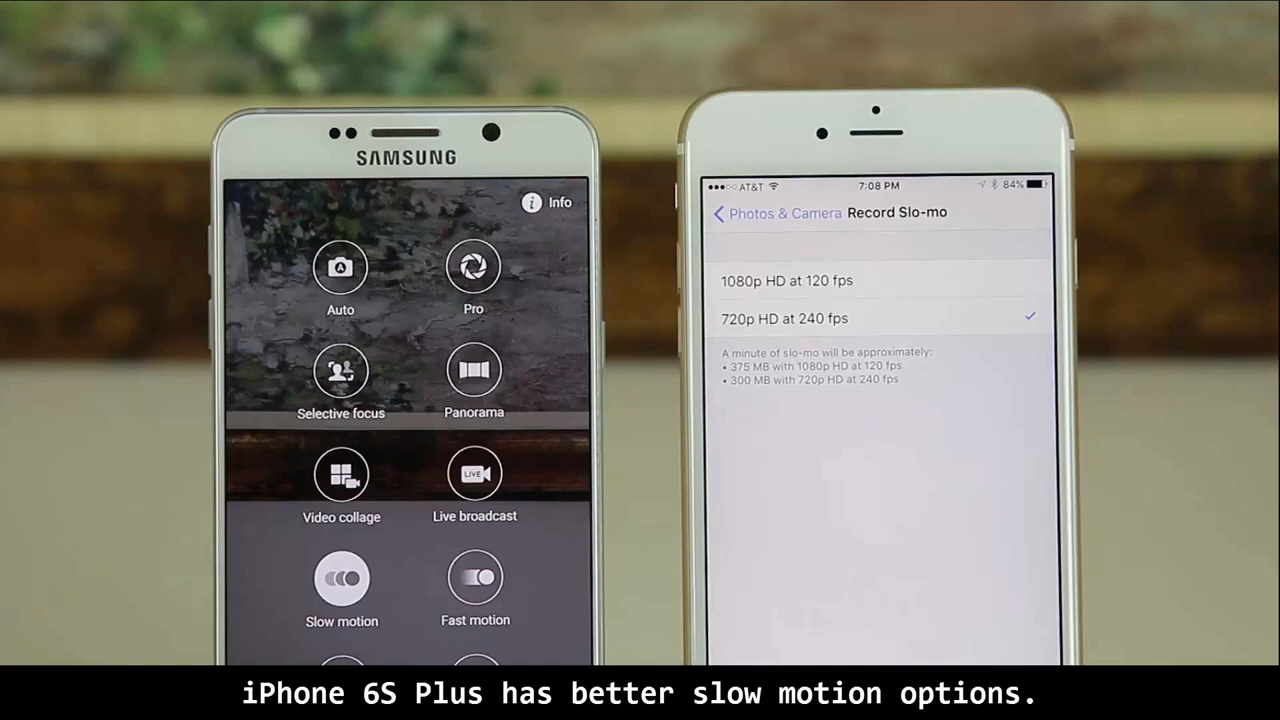 SAMSUNG
Info
Auto
Pro
Selective focus
Panorama
LIVE
Video collage
Live broadcast
Slow motion
Fast motion
AT&T
7:08 PM
84%
Photos & Camera
Record Slo-mo
1080p HD at 120 fps
720p HD at 240 fps
A minute of slo-mo will be approximately:
• 375 MB with 1080p HD at 120 fps
• 300 MB with 720p HD at 240 fps
iPhone 6S Plus has better slow motion options.